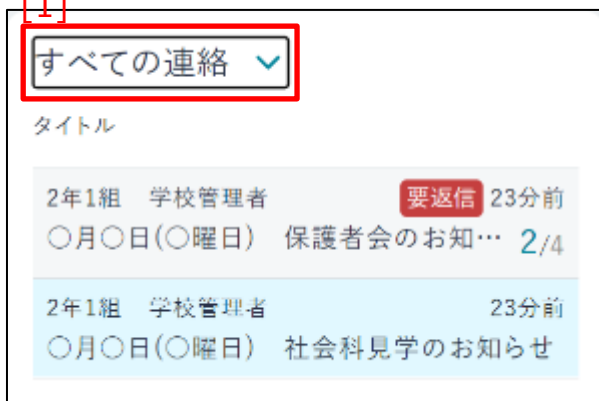 [1]
すべての連絡
タイトル
2年1組　学校管理者　要返信 23分前
○月○日(○曜日)　保護者会のお知… 2/4
2年1組　学校管理者　23分前
○月○日(○曜日)　社会科見学のお知らせ